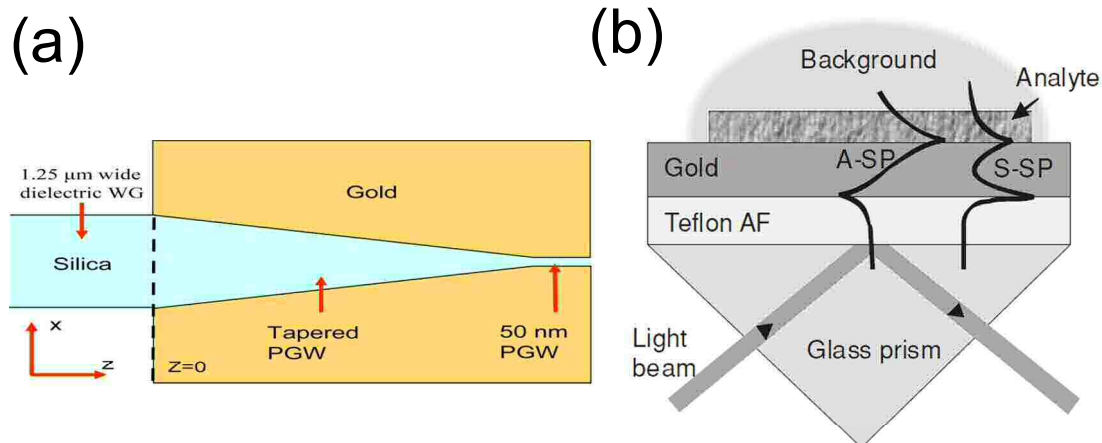 (a)
1.25 μm wide
dielectric WG
Gold
Silica
x
z
Z=0
Tapered
PGW
50 nm
PGW
(b)
Background
Analyte
A-SP
Gold
S-SP
Teflon AF
Light
beam
Glass prism